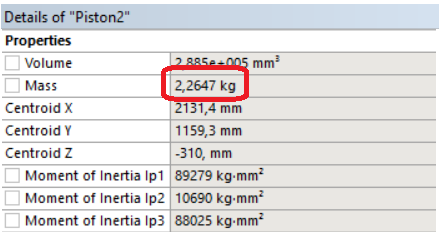 Details of "Piston2"
Properties
Volume 2,885e+005 mm³
Mass 2,2647 kg
Centroid X 2131,4 mm
Centroid Y 1159,3 mm
Centroid Z -310, mm
Moment of Inertia Ip1 89279 kg·mm²
Moment of Inertia Ip2 10690 kg·mm²
Moment of Inertia Ip3 88025 kg·mm²